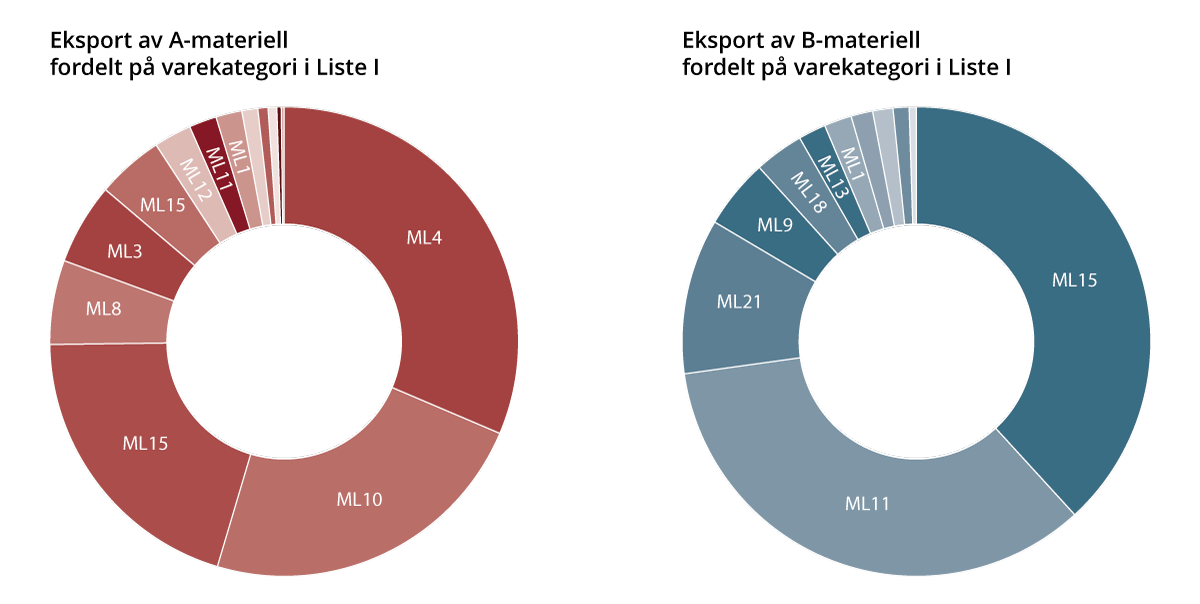 Eksport av A-materiell
fordelt på varekategori i Liste I
ML4
ML10
ML15
ML8
ML3
ML15
ML12
ML11
ML1
Eksport av B-materiell
fordelt på varekategori i Liste I
ML15
ML11
ML21
ML9
ML18
ML13
ML1